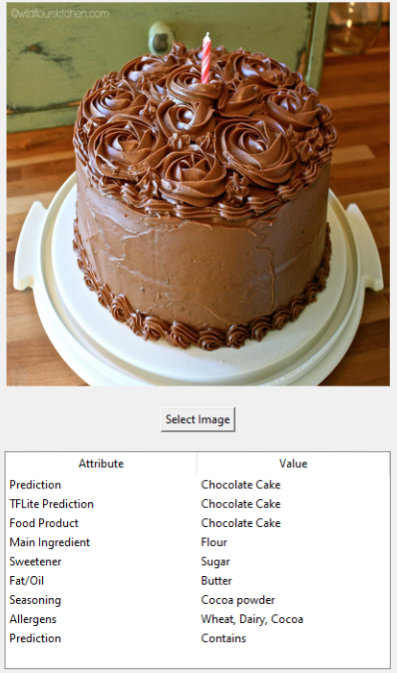 ©wildflourskitchen.com
Select Image
Attribute Value
Prediction Chocolate Cake
TFLite Prediction Chocolate Cake
Food Product Chocolate Cake
Main Ingredient Flour
Sweetener Sugar
Fat/Oil Butter
Seasoning Cocoa powder
Allergens Wheat, Dairy, Cocoa
Prediction Contains